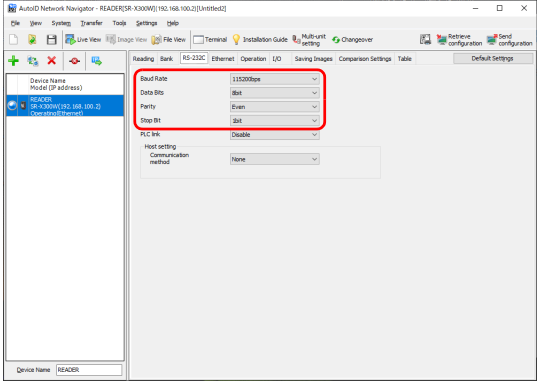 AutoID Network Navigator - READER[SR-X300W][192.168.100.2][Untitled2]
File View System Transfer Tools Settings Help
Live View Image View File View Terminal Installation Guide Multi-unit setting Changeover Retrieve configuration Send configuration
Reading Bank RS-232C Ethernet Operation I/O Saving Images Comparison Settings Table Default Settings
Device Name
Model (IP address)
READER
SR-X300W(192.168.100.2)
Operating(Ethernet)
Baud Rate 115200bps
Data Bits 8bit
Parity Even
Stop Bit 1bit
PLC link Disable
Host setting
Communication method None
Device Name READER